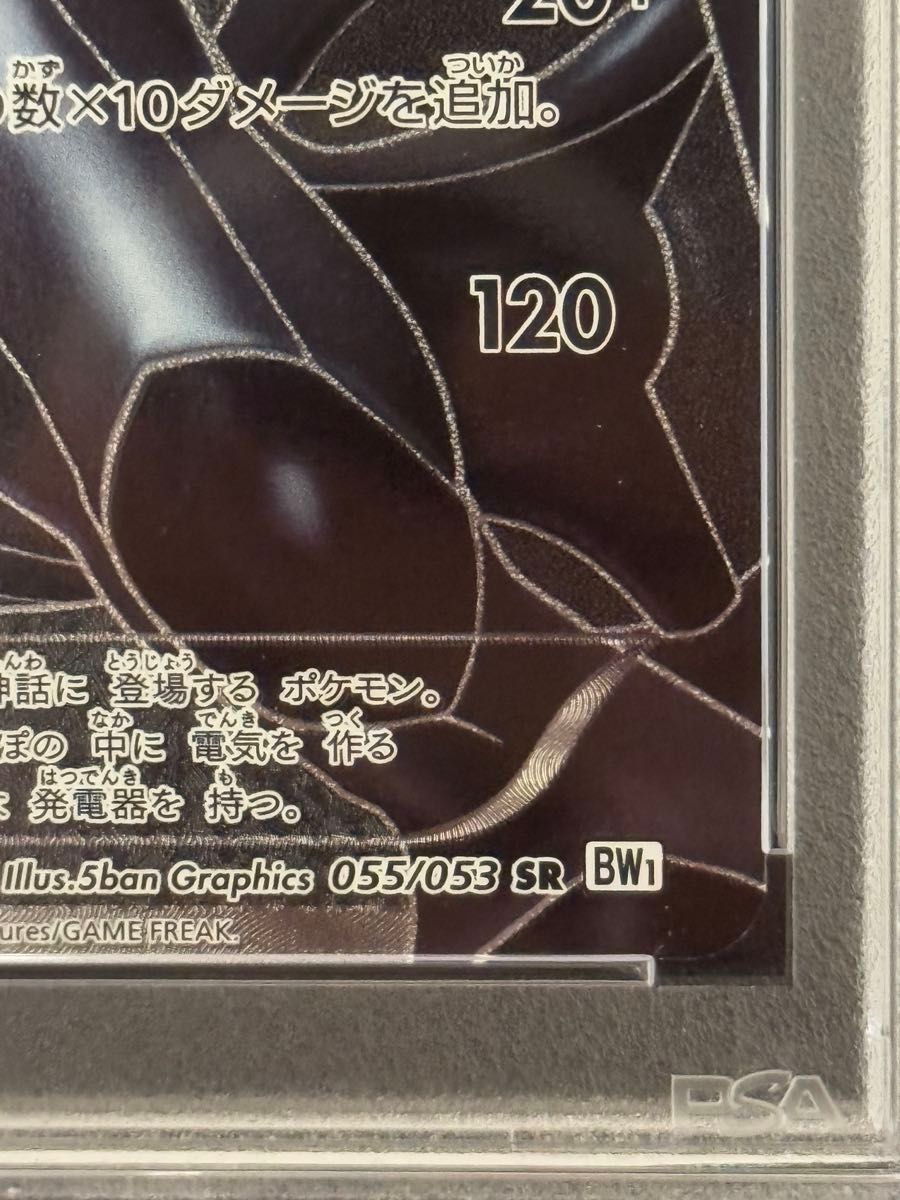 20+
数×10ダメージを追加。
120
神話に 登場する ポケモン。
ぽの 中に 電気を 作る
発電器を 持つ。
Illus.5ban Graphics 055/053 SR BW1
ures/GAME FREAK.
PSA